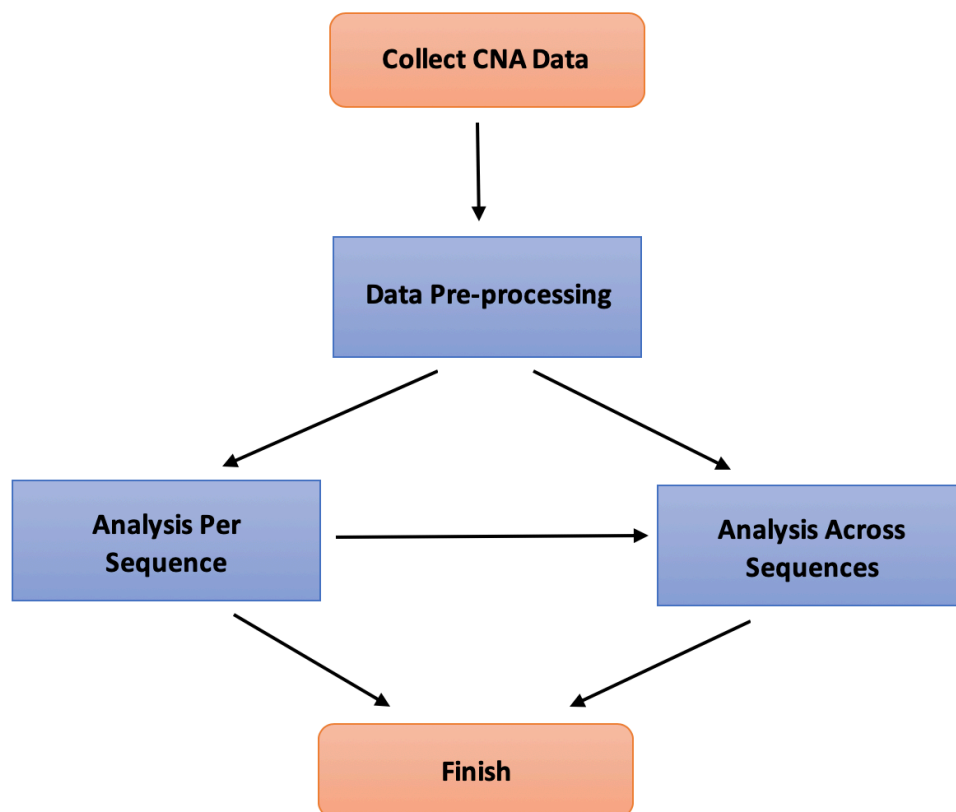 Collect CNA Data
Data Pre-processing
Analysis Per
Sequence
Analysis Across
Sequences
Finish